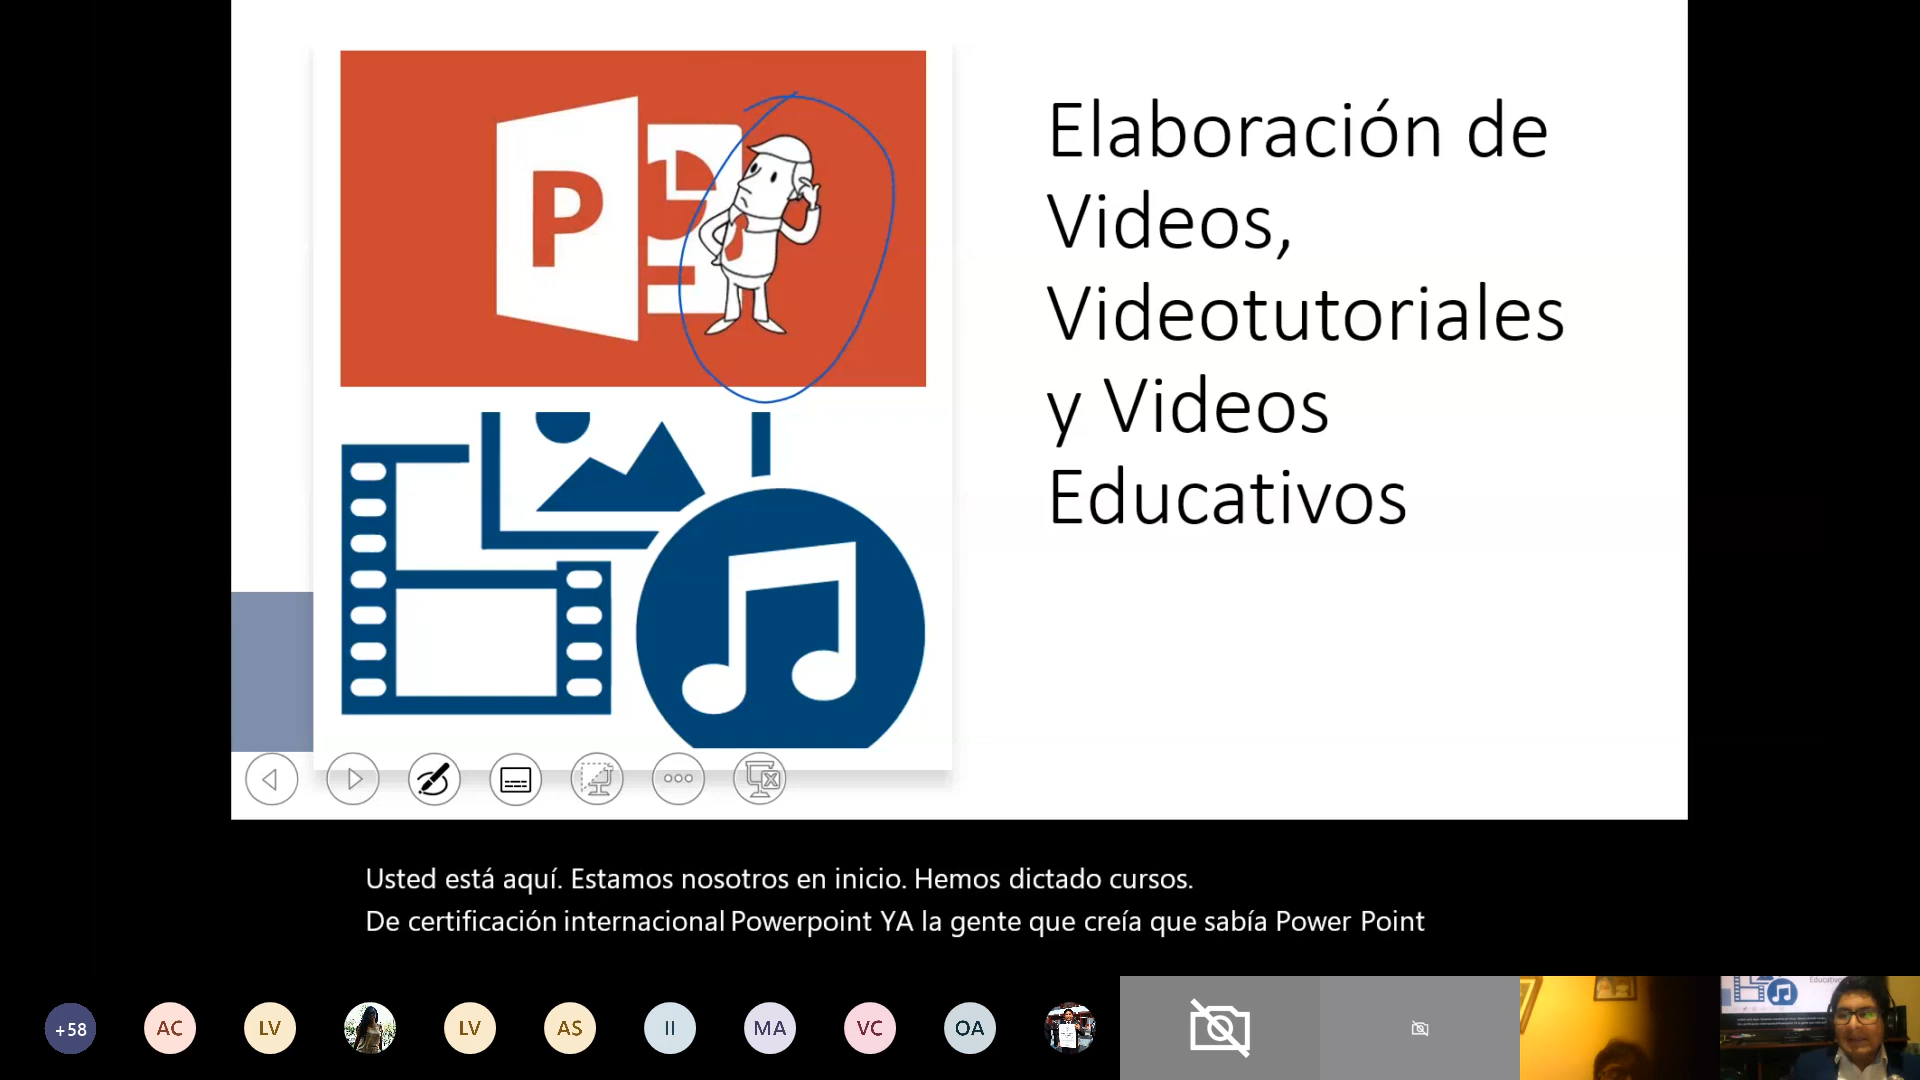 P
Elaboración de
Videos,
Videotutoriales
y Videos
Educativos
Usted está aquí. Estamos nosotros en inicio. Hemos dictado cursos.
De certificación internacional Powerpoint YA la gente que creía que sabía Power Point
+58
AC
LV
LV
AS
II
MA
VC
OA